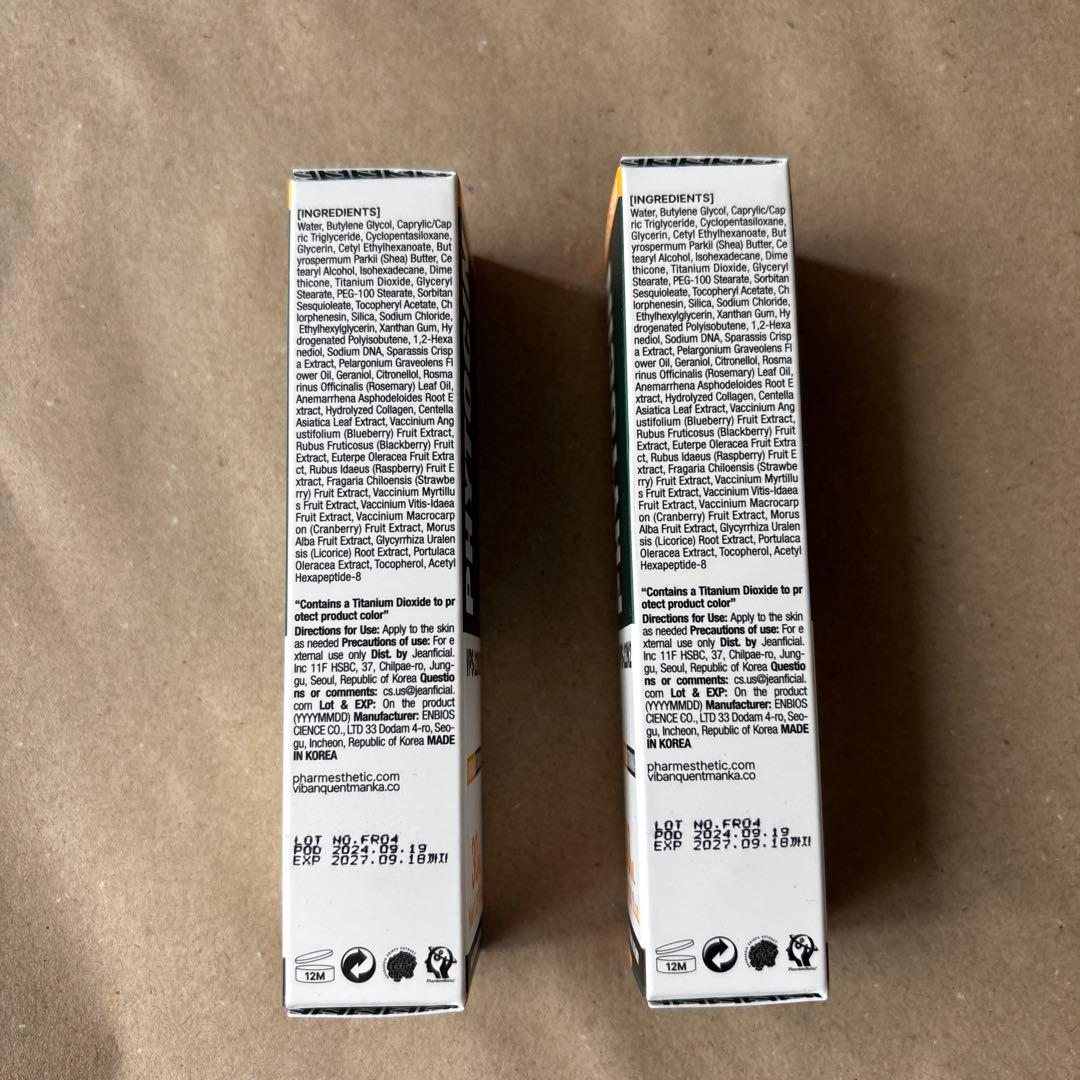 [INGREDIENTS]
Water, Butylene Glycol, Caprylic/Cap
ric Triglyceride, Cyclopentasiloxane,
Glycerin, Cetyl Ethylhexanoate, But
yrospermum Parkii (Shea) Butter, Ce
tearyl Alcohol, Isohexadecane, Dime
thicone, Titanium Dioxide, Glyceryl
Stearate, PEG-100 Stearate, Sorbitan
Sesquioleate, Tocopheryl Acetate, Ch
lorphenesin, Silica, Sodium Chloride,
Ethylhexylglycerin, Xanthan Gum, Hy
drogenated Polyisobutene, 1,2-Hexa
nediol, Sodium DNA, Sparassis Crisp
a Extract, Pelargonium Graveolens Fl
ower Oil, Geraniol, Citronellol, Rosma
rinus Officinalis (Rosemary) Leaf Oil,
Anemarrhena Asphodeloides Root E
xtract, Hydrolyzed Collagen, Centella
Asiatica Leaf Extract, Vaccinium Ang
ustifolium (Blueberry) Fruit Extract,
Rubus Fruticosus (Blackberry) Fruit
Extract, Euterpe Oleracea Fruit Extra
ct, Rubus Idaeus (Raspberry) Fruit E
xtract, Fragaria Chiloensis (Strawbe
rry) Fruit Extract, Vaccinium Myrtillu
s Fruit Extract, Vaccinium Vitis-Idaea
Fruit Extract, Vaccinium Macrocarp
on (Cranberry) Fruit Extract, Morus
Alba Fruit Extract, Glycyrrhiza Uralen
sis (Licorice) Root Extract, Portulaca
Oleracea Extract, Tocopherol, Acetyl
Hexapeptide-8
"Contains a Titanium Dioxide to pr
otect product color"
Directions for Use: Apply to the skin
as needed Precautions of use: For e
xternal use only Dist. by Jeanficial.
Inc 11F HSBC, 37, Chilpae-ro, Jung-
gu, Seoul, Republic of Korea Questio
ns or comments: cs.us@jeanficial.
com Lot & EXP: On the product
(YYYYMMDD) Manufacturer: ENBIOS
CIENCE CO., LTD 33 Dodam 4-ro, Seo-
gu, Incheon, Republic of Korea MADE
IN KOREA
pharmesthetic.com
vibanquentmanka.co
LOT NO.FR04
POD 2024.09.19
EXP 2027.09.18까지
12M
Pharmesthetic
[INGREDIENTS]
Water, Butylene Glycol, Caprylic/Cap
ric Triglyceride, Cyclopentasiloxane,
Glycerin, Cetyl Ethylhexanoate, But
yrospermum Parkii (Shea) Butter, Ce
tearyl Alcohol, Isohexadecane, Dime
thicone, Titanium Dioxide, Glyceryl
Stearate, PEG-100 Stearate, Sorbitan
Sesquioleate, Tocopheryl Acetate, Ch
lorphenesin, Silica, Sodium Chloride,
Ethylhexylglycerin, Xanthan Gum, Hy
drogenated Polyisobutene, 1,2-Hexa
nediol, Sodium DNA, Sparassis Crisp
a Extract, Pelargonium Graveolens Fl
ower Oil, Geraniol, Citronellol, Rosma
rinus Officinalis (Rosemary) Leaf Oil,
Anemarrhena Asphodeloides Root E
xtract, Hydrolyzed Collagen, Centella
Asiatica Leaf Extract, Vaccinium Ang
ustifolium (Blueberry) Fruit Extract,
Rubus Fruticosus (Blackberry) Fruit
Extract, Euterpe Oleracea Fruit Extra
ct, Rubus Idaeus (Raspberry) Fruit E
xtract, Fragaria Chiloensis (Strawbe
rry) Fruit Extract, Vaccinium Myrtillu
s Fruit Extract, Vaccinium Vitis-Idaea
Fruit Extract, Vaccinium Macrocarp
on (Cranberry) Fruit Extract, Morus
Alba Fruit Extract, Glycyrrhiza Uralen
sis (Licorice) Root Extract, Portulaca
Oleracea Extract, Tocopherol, Acetyl
Hexapeptide-8
"Contains a Titanium Dioxide to pr
otect product color"
Directions for Use: Apply to the skin
as needed Precautions of use: For e
xternal use only Dist. by Jeanficial.
Inc 11F HSBC, 37, Chilpae-ro, Jung-
gu, Seoul, Republic of Korea Questio
ns or comments: cs.us@jeanficial.
com Lot & EXP: On the product
(YYYYMMDD) Manufacturer: ENBIOS
CIENCE CO., LTD 33 Dodam 4-ro, Seo-
gu, Incheon, Republic of Korea MADE
IN KOREA
pharmesthetic.com
vibanquentmanka.co
LOT NO.FR04
POD 2024.09.19
EXP 2027.09.18까지
12M
Pharmesthetic